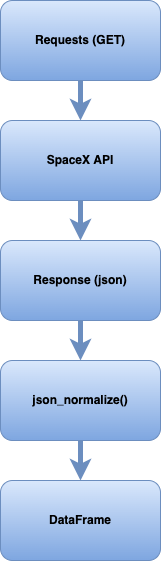 Requests (GET)
SpaceX API
Response (json)
json_normalize()
DataFrame